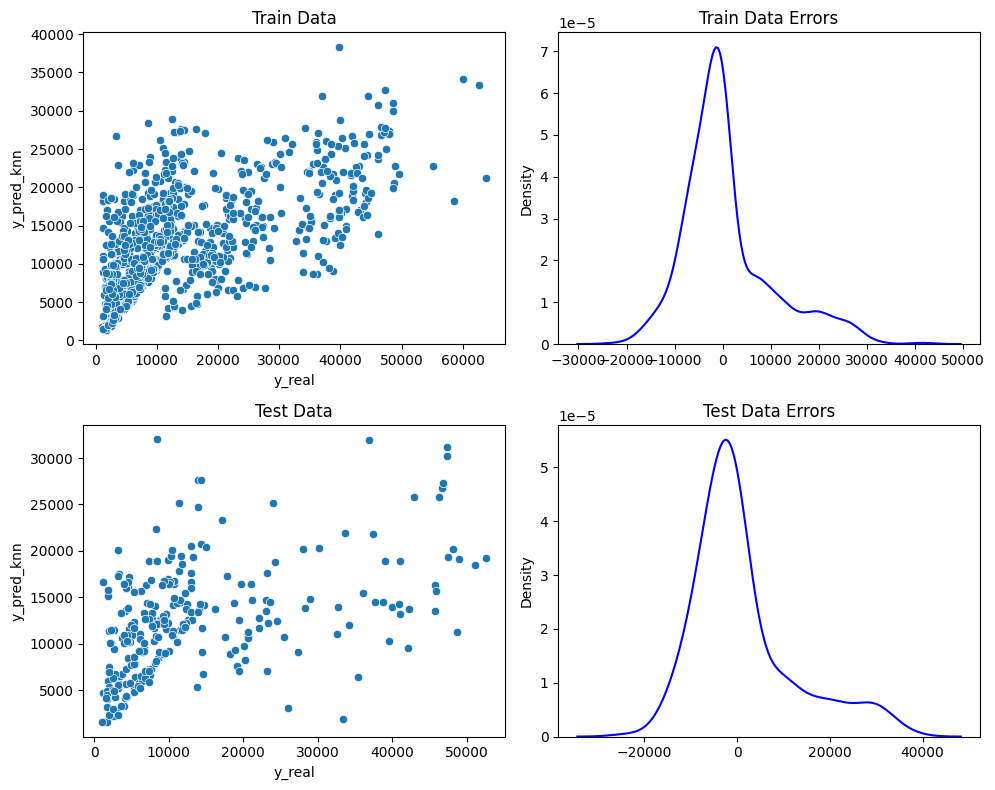 Train Data
40000
35000
30000
25000
20000
15000
10000
5000
0
y_pred_knn
0 10000 20000 30000 40000 50000 60000
y_real
Train Data Errors
1e−5
7
6
5
4
3
2
1
0
Density
−30000 −20000 −10000 0 10000 20000 30000 40000 50000
Test Data
30000
25000
20000
15000
10000
5000
y_pred_knn
0 10000 20000 30000 40000 50000
y_real
Test Data Errors
1e−5
5
4
3
2
1
0
Density
−20000 0 20000 40000